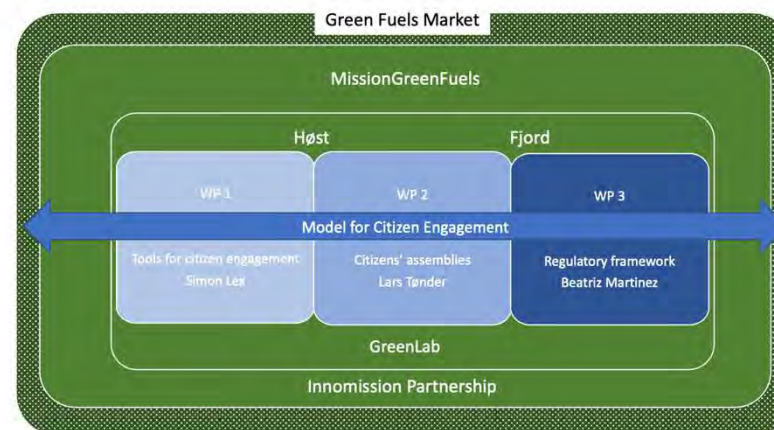 Green Fuels Market
MissionGreenFuels
Høst
Fjord
WP 1
WP 2
WP 3
Model for Citizen Engagement
Tools for citizen engagement
Simon Lex
Citizens' assemblies
Lars Tønder
Regulatory framework
Beatriz Martinez
GreenLab
Innomission Partnership